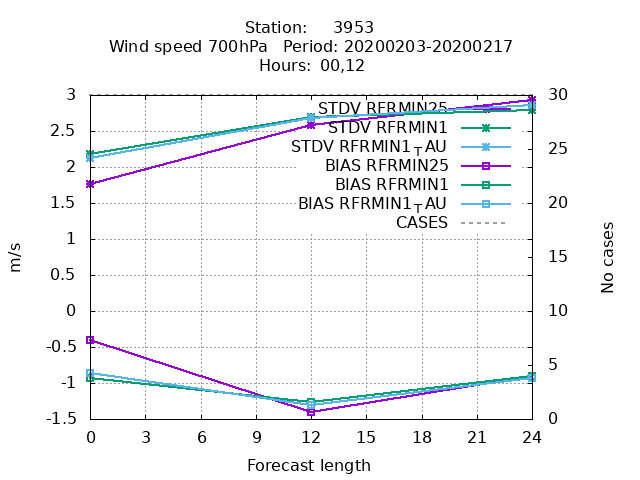 Station: 3953
Wind speed 700hPa Period: 20200203-20200217
Hours: 00,12
3
2.5
2
1.5
1
0.5
0
-0.5
-1
-1.5
m/s
STDV RFRMIN25
STDV RFRMIN1
STDV RFRMIN1TAU
BIAS RFRMIN25
BIAS RFRMIN1
BIAS RFRMIN1TAU
CASES
30
25
20
15
10
5
0
No cases
0 3 6 9 12 15 18 21 24
Forecast length